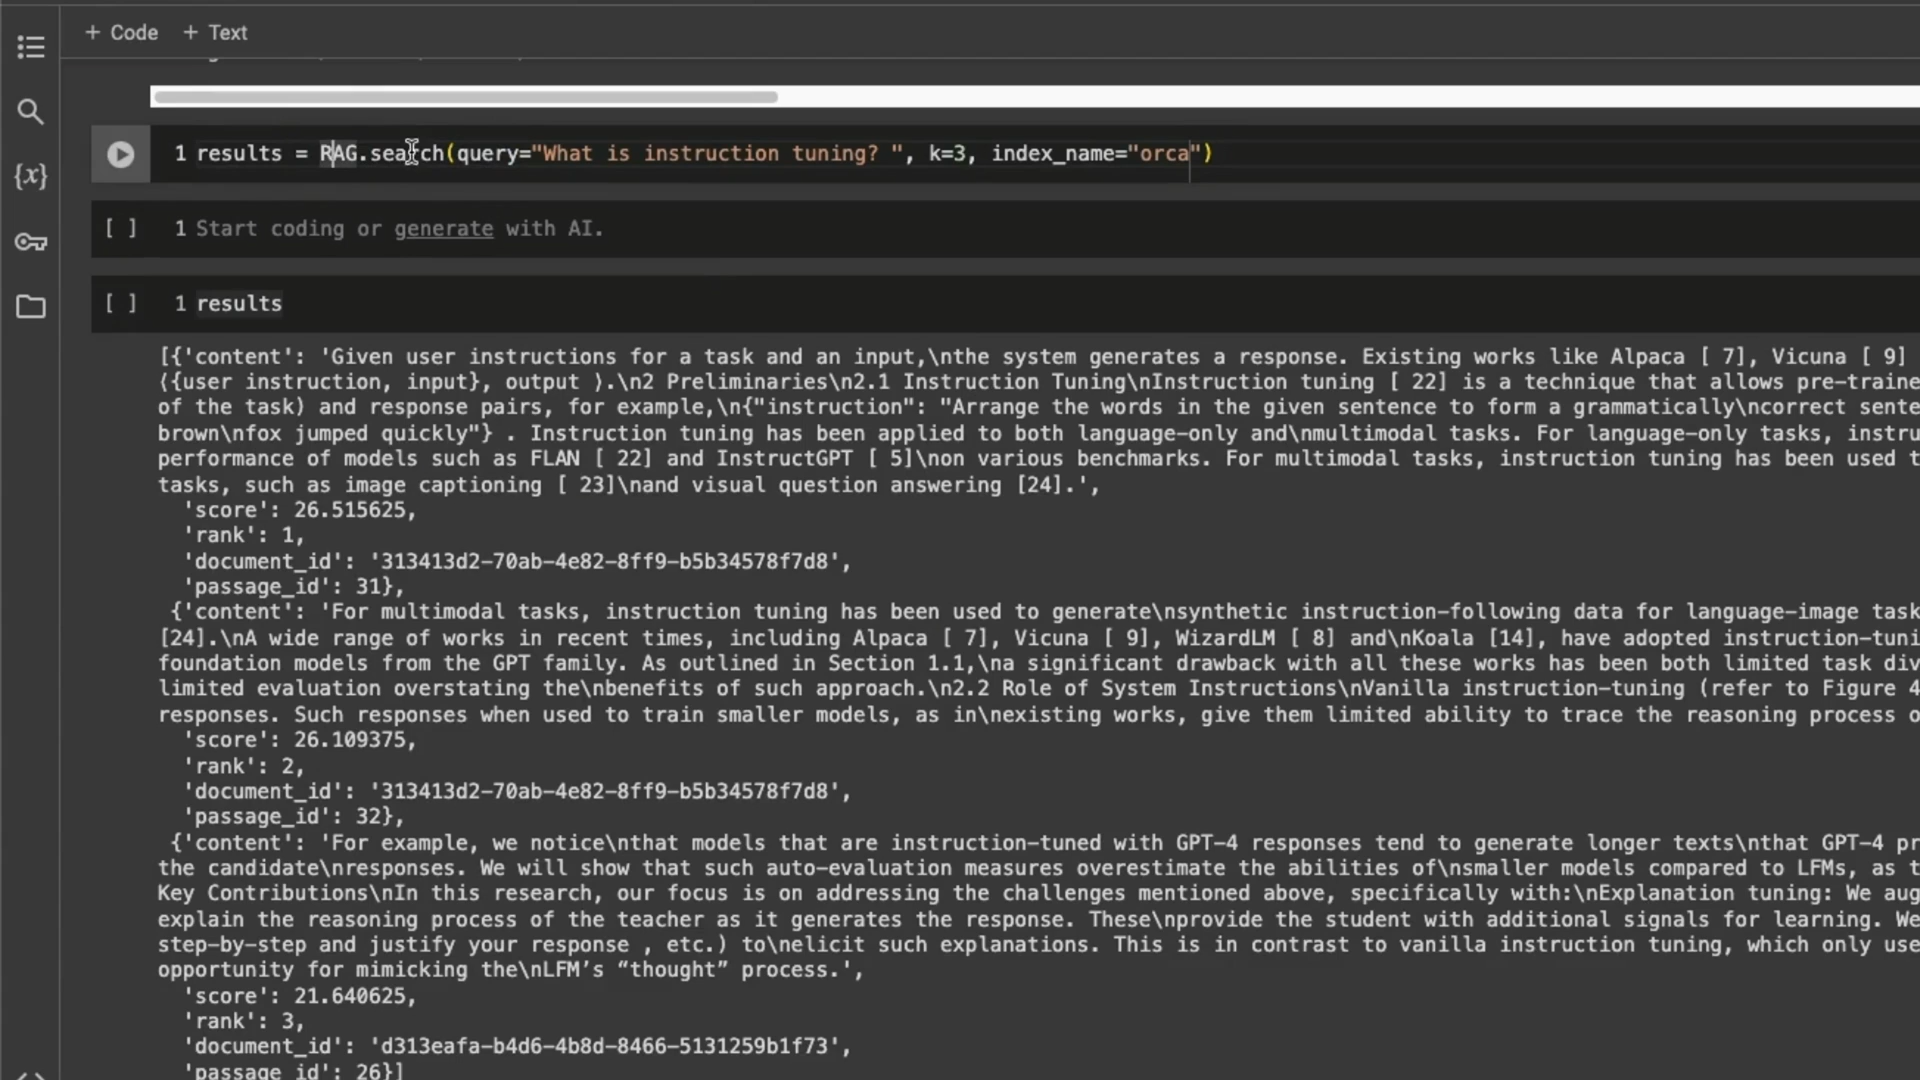 + Code + Text
1 results = RAG.search(query="What is instruction tuning? ", k=3, index_name="orca")
[ ] 1 Start coding or generate with AI.
[ ] 1 results
[{'content': 'Given user instructions for a task and an input,\nthe system generates a response. Existing works like Alpaca [ 7], Vicuna [ 9]
⟨{user instruction, input}, output ⟩.\n2 Preliminaries\n2.1 Instruction Tuning\nInstruction tuning [ 22] is a technique that allows pre-traine
of the task) and response pairs, for example,\n{"instruction": "Arrange the words in the given sentence to form a grammatically\ncorrect sente
brown\nfox jumped quickly"} . Instruction tuning has been applied to both language-only and\nmultimodal tasks. For language-only tasks, instru
performance of models such as FLAN [ 22] and InstructGPT [ 5]\non various benchmarks. For multimodal tasks, instruction tuning has been used t
tasks, such as image captioning [ 23]\nand visual question answering [24].',
'score': 26.515625,
'rank': 1,
'document_id': '313413d2-70ab-4e82-8ff9-b5b34578f7d8',
'passage_id': 31},
{'content': 'For multimodal tasks, instruction tuning has been used to generate\nsynthetic instruction-following data for language-image task
[24].\nA wide range of works in recent times, including Alpaca [ 7], Vicuna [ 9], WizardLM [ 8] and\nKoala [14], have adopted instruction-tuni
foundation models from the GPT family. As outlined in Section 1.1,\na significant drawback with all these works has been both limited task div
limited evaluation overstating the\nbenefits of such approach.\n2.2 Role of System Instructions\nVanilla instruction-tuning (refer to Figure 4
responses. Such responses when used to train smaller models, as in\nexisting works, give them limited ability to trace the reasoning process o
'score': 26.109375,
'rank': 2,
'document_id': '313413d2-70ab-4e82-8ff9-b5b34578f7d8',
'passage_id': 32},
{'content': 'For example, we notice\nthat models that are instruction-tuned with GPT-4 responses tend to generate longer texts\nthat GPT-4 pr
the candidate\nresponses. We will show that such auto-evaluation measures overestimate the abilities of\nsmaller models compared to LFMs, as t
Key Contributions\nIn this research, our focus is on addressing the challenges mentioned above, specifically with:\nExplanation tuning: We aug
explain the reasoning process of the teacher as it generates the response. These\nprovide the student with additional signals for learning. We
step-by-step and justify your response , etc.) to\nelicit such explanations. This is in contrast to vanilla instruction tuning, which only use
opportunity for mimicking the\nLFM’s “thought” process.',
'score': 21.640625,
'rank': 3,
'document_id': 'd313eafa-b4d6-4b8d-8466-5131259b1f73',
'passage_id': 26}]